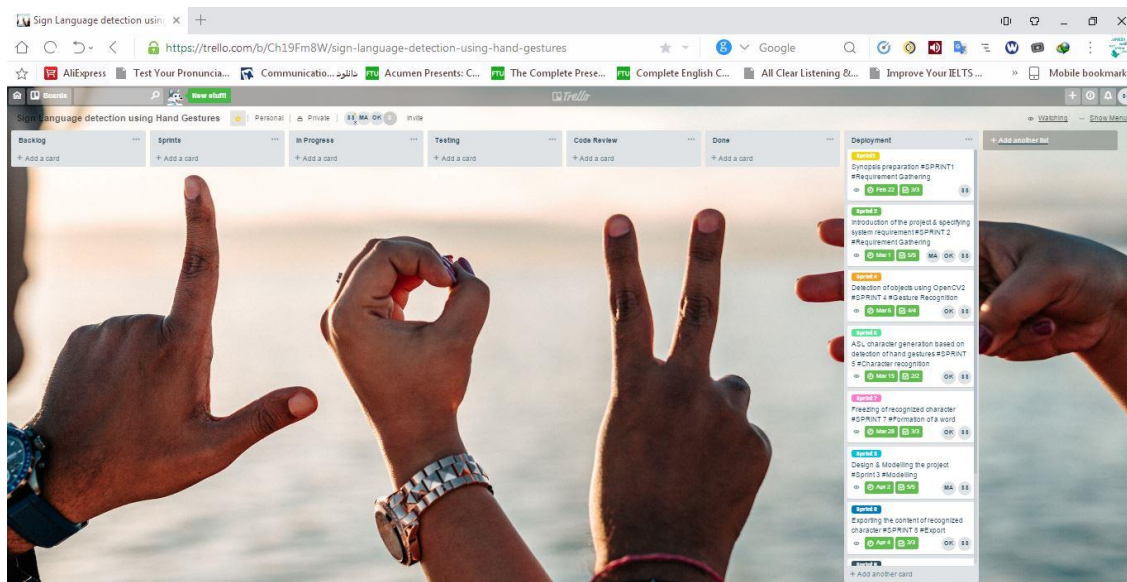 Sign Language detection usin
https://trello.com/b/Ch19Fm8W/sign-language-detection-using-hand-gestures
Google
AliExpress
Test Your Pronuncia...
Communicatio... دانلود
Acumen Presents: C...
The Complete Prese...
Complete English C...
All Clear Listening &...
Improve Your IELTS ...
Mobile bookmark
Boards
New stuff!
Trello
Sign Language detection using Hand Gestures
Personal
Private
MA OK
Invite
Watching
Show Menu
Backlog
+ Add a card
Sprints
+ Add a card
In Progress
+ Add a card
Testing
+ Add a card
Code Review
+ Add a card
Done
+ Add a card
Deployment
Sprint1
Synopsis preparation #SPRINT1
#Requirement Gathering
Feb 22 3/3
Sprint 2
Introduction of the project & specifying
system requirement #SPRINT 2
#Requirement Gathering
Mar 1 5/5 MA OK
Sprint 4
Detection of objects using OpenCV2
#SPRINT 4 #Gesture Recognition
Mar 6 4/4 OK
ASL character generation based on
detection of hand gestures #SPRINT
5 #Character recognition
Mar 15 2/2 OK
Sprint 7
Freezing of recognized character
#SPRINT 7 #Formation of a word
Mar 28 3/3 OK
Sprint 3
Design & Modelling the project
#Sprint 3 #Modelling
Apr 2 5/5 MA
Sprint 8
Exporting the content of recognized
Apr 4 3/3 OK
+ Add another card
+ Add another list